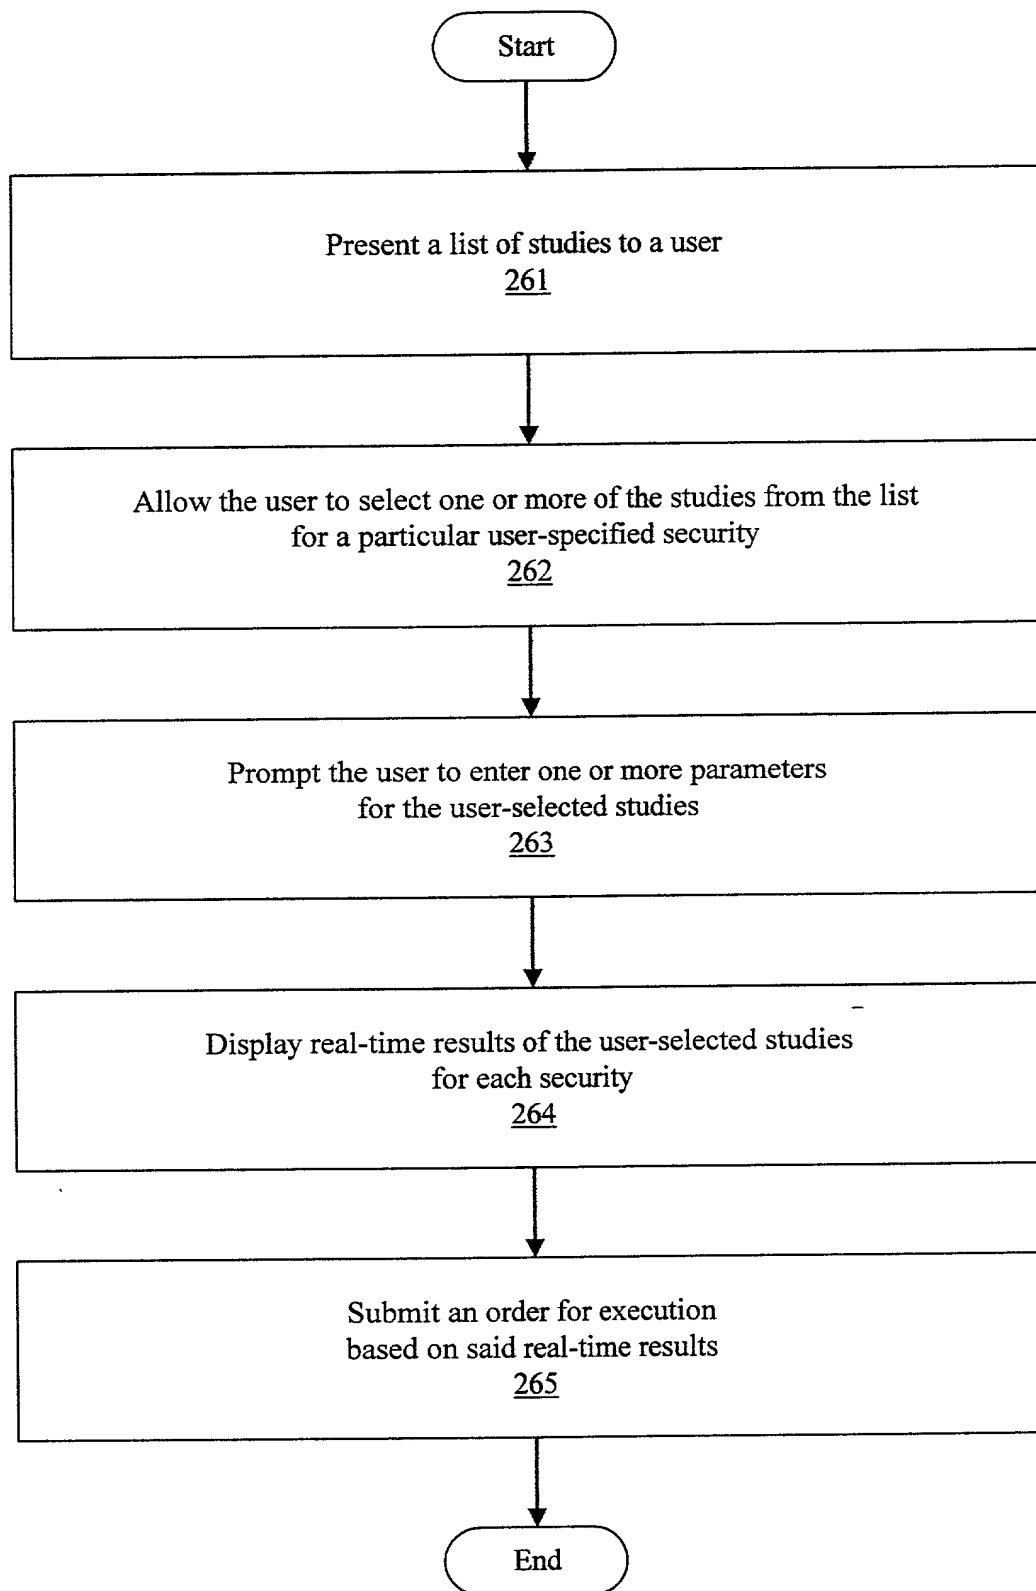 Start
Present a list of studies to a user
261
Allow the user to select one or more of the studies from the list
for a particular user-specified security
262
Prompt the user to enter one or more parameters
for the user-selected studies
263
Display real-time results of the user-selected studies
for each security
264
Submit an order for execution
based on said real-time results
265
End